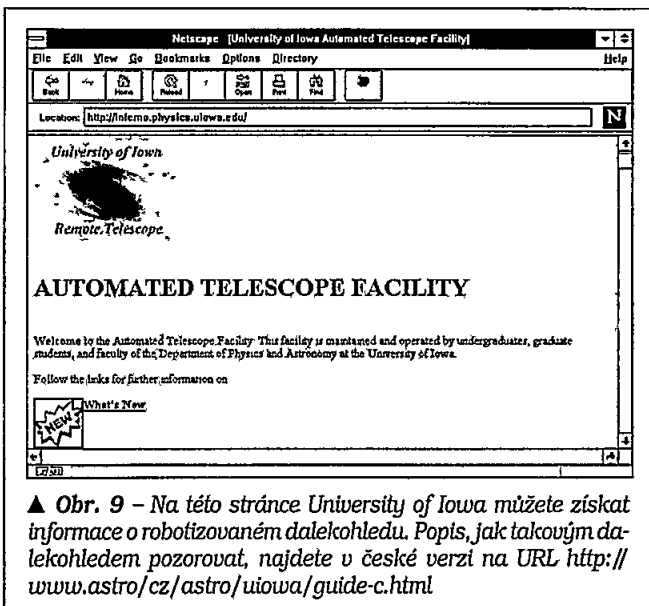 Netscape [University of Iowa Automated Telescope Facility]
File Edit View Go Bookmarks Options Directory Help
Back Home Reload Open Print Find
Location: http://inferno.physics.uiowa.edu/
N
University of Iowa
Remote Telescope
AUTOMATED TELESCOPE FACILITY
Welcome to the Automated Telescope Facility. This facility is maintained and operated by undergraduates, graduate
students, and faculty of the Department of Physics and Astronomy at the University of Iowa.
Follow the links for further information on
NEW What's New
▲ Obr. 9 – Na této stránce University of Iowa můžete získat
informace o robotizovaném dalekohledu. Popis, jak takovým da-
lekohledem pozorovat, najdete v české verzi na URL http://
www.astro/cz/astro/uiowa/guide-c.html